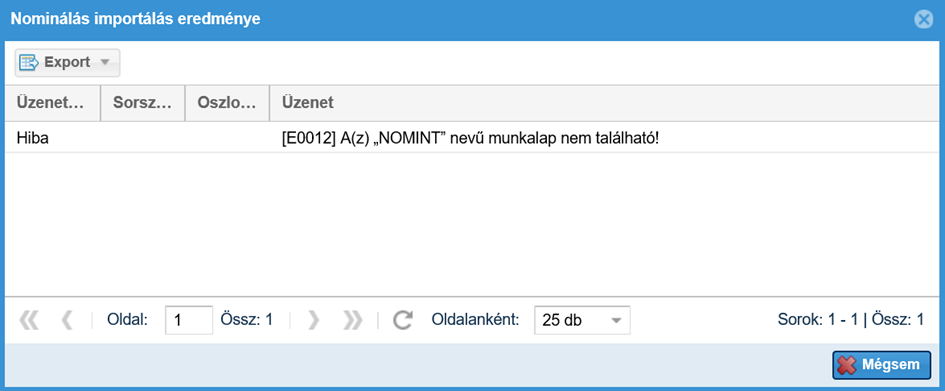 Nominálás importálás eredménye
Export
Üzenet... Sorsz... Oszlo... Üzenet
Hiba [E0012] A(z) „NOMINT” nevű munkalap nem található!
Oldal: 1 Össz: 1 Oldalanként: 25 db Sorok: 1 - 1 | Össz: 1
Mégsem